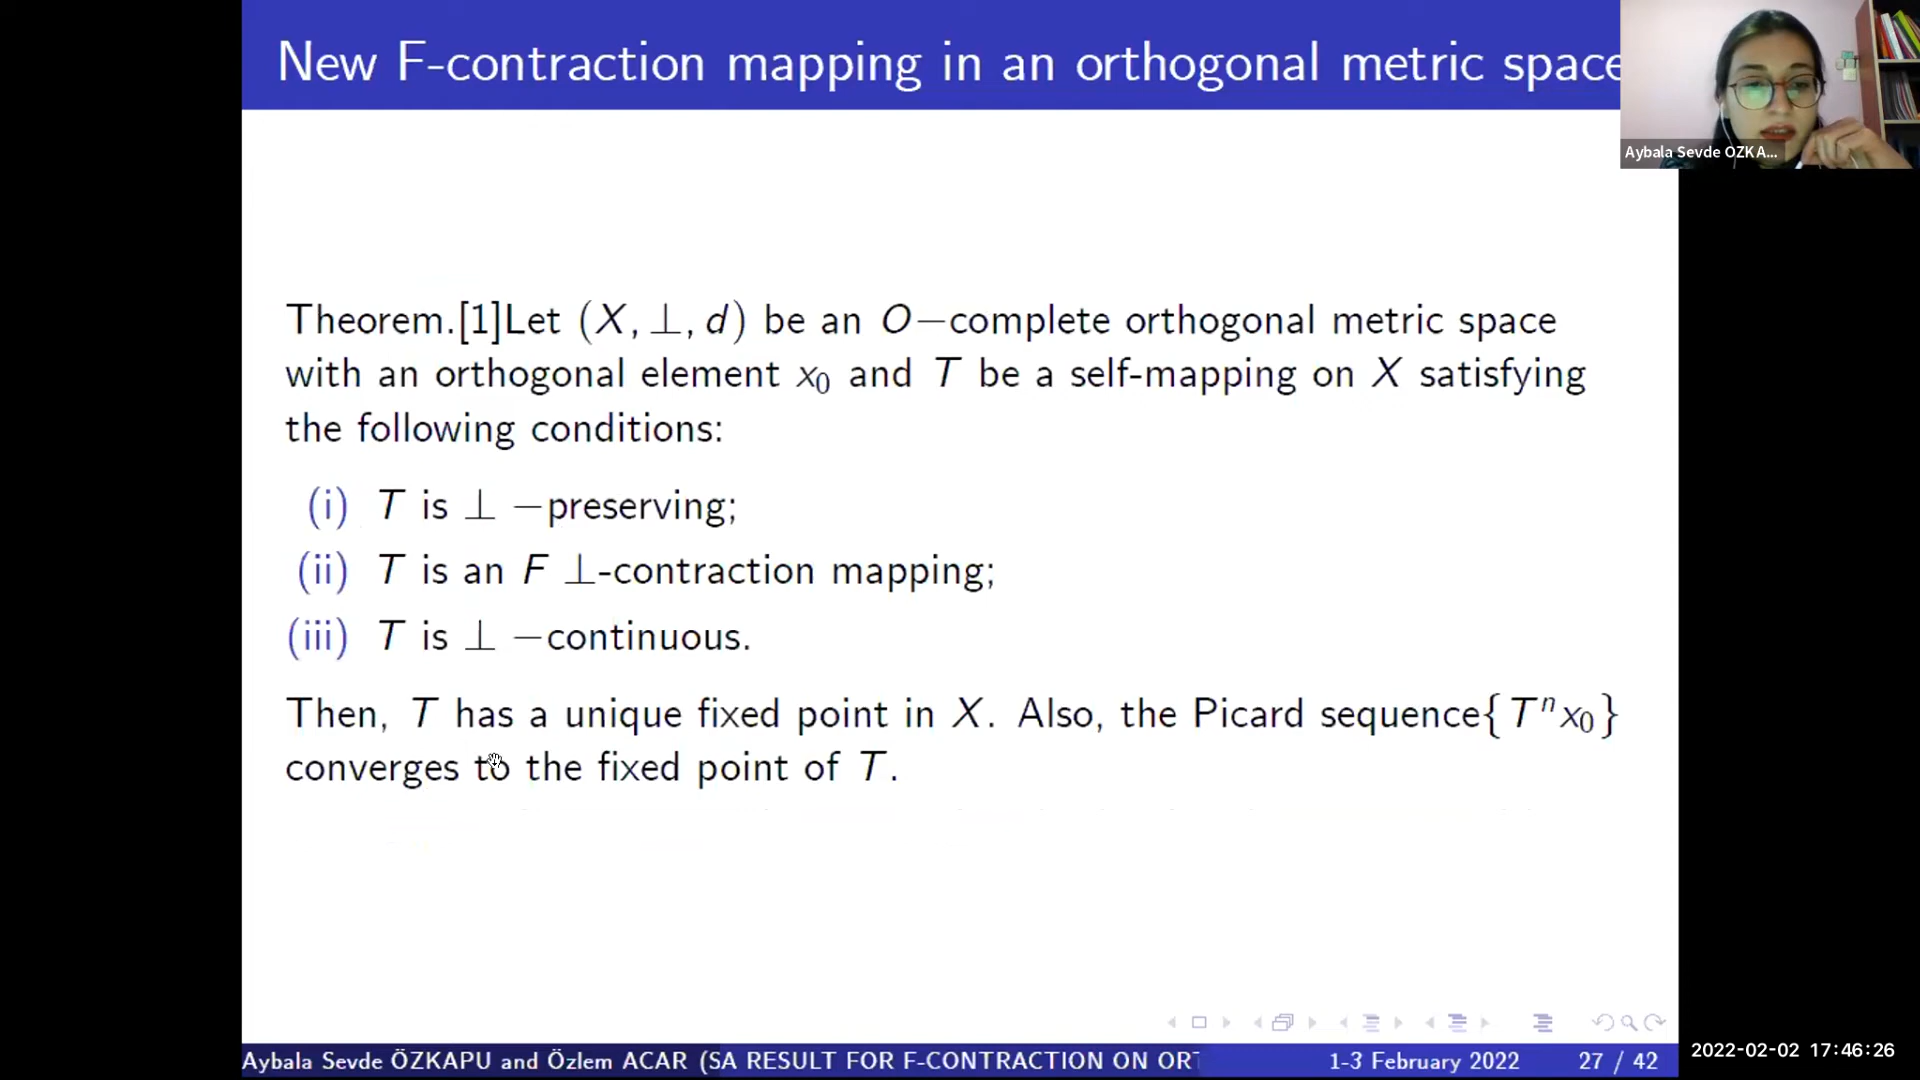 New F-contraction mapping in an orthogonal metric space
Aybala Sevde OZKA...
Theorem.[1]Let (X, ⊥, d) be an O−complete orthogonal metric space
with an orthogonal element x₀ and T be a self-mapping on X satisfying
the following conditions:
(i) T is ⊥ −preserving;
(ii) T is an F ⊥-contraction mapping;
(iii) T is ⊥ −continuous.
Then, T has a unique fixed point in X. Also, the Picard sequence{Tⁿx₀}
converges to the fixed point of T.
Aybala Sevde ÖZKAPU and Özlem ACAR (SA RESULT FOR F-CONTRACTION ON ORT
1-3 February 2022
27 / 42
2022-02-02 17:46:26